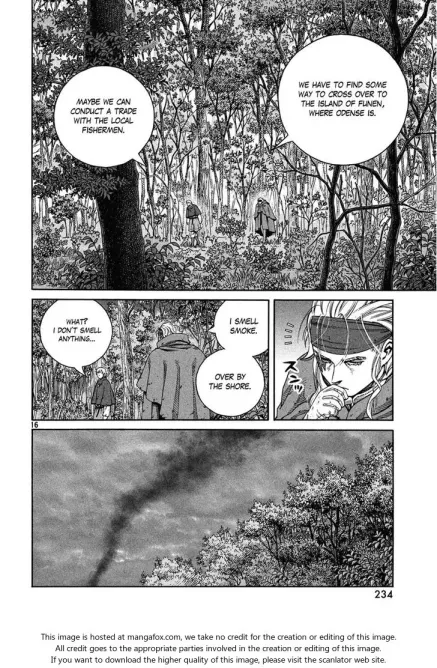 WE HAVE TO FIND SOME
WAY TO CROSS OVER TO
THE ISLAND OF FUNEN,
WHERE ODENSE IS.
MAYBE WE CAN
CONDUCT A TRADE
WITH THE LOCAL
FISHERMEN.
I SMELL
SMOKE.
OVER BY
THE SHORE.
WHAT?
I DON'T SMELL
ANYTHING...
スンッ
16
234
This image is hosted at mangafox.com, we take no credit for the creation or editing of this image.
All credit goes to the appropriate parties involved in the creation or editing of this image.
If you want to download the higher quality of this image, please visit the scanlator web site.